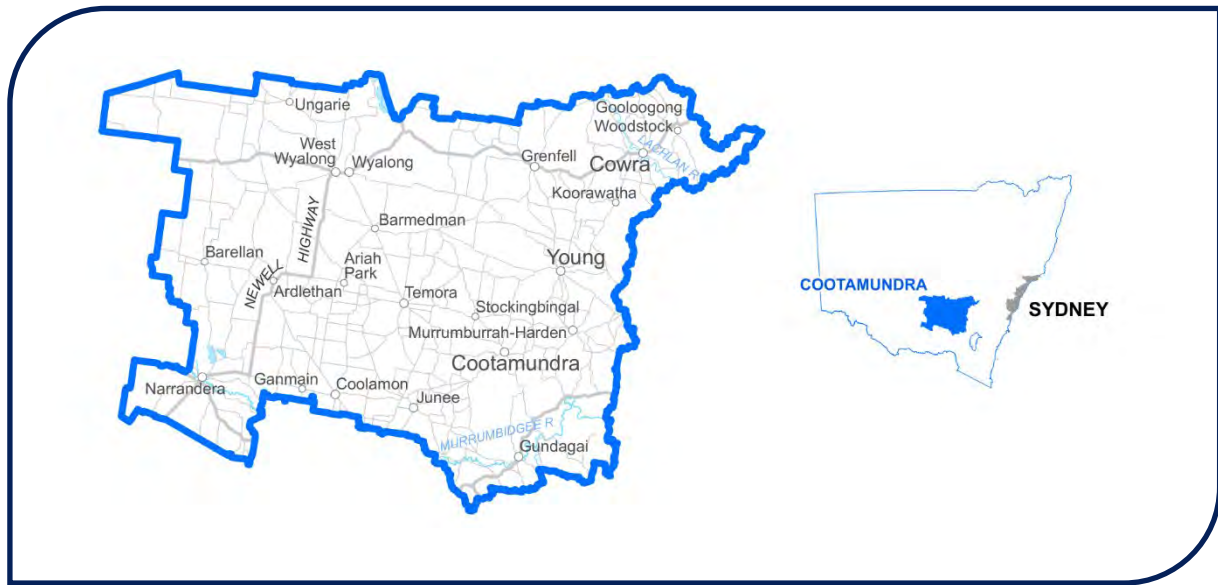 Ungarie
Gooloogong
Woodstock
West
Wyalong
Wyalong
Grenfell
Cowra
LACHLAN R
Koorawatha
Barmedman
NEWELL
HIGHWAY
Barellan
Ariah
Park
Young
Ardlethan
Temora
Stockingbingal
Murrumburrah-Harden
Cootamundra
Narrandera
Ganmain
Coolamon
Junee
MURRUMBIDGEE R
Gundagai
COOTAMUNDRA
SYDNEY